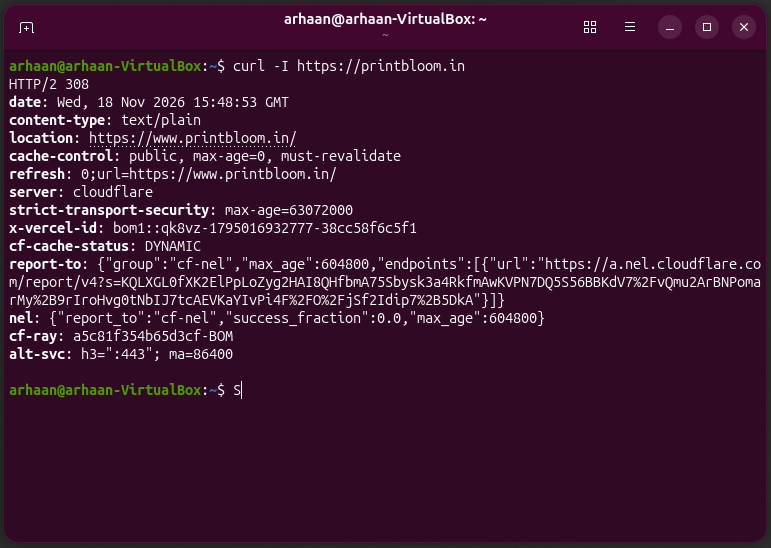 arhaan@arhaan-VirtualBox: ~
~
arhaan@arhaan-VirtualBox:~$ curl -I https://printbloom.in
HTTP/2 308
date: Wed, 18 Nov 2026 15:48:53 GMT
content-type: text/plain
location: https://www.printbloom.in/
cache-control: public, max-age=0, must-revalidate
refresh: 0;url=https://www.printbloom.in/
server: cloudflare
strict-transport-security: max-age=63072000
x-vercel-id: bom1::qk8vz-1795016932777-38cc58f6c5f1
cf-cache-status: DYNAMIC
report-to: {"group":"cf-nel","max_age":604800,"endpoints":[{"url":"https://a.nel.cloudflare.co
m/report/v4?s=KQLXGL0fXK2ElPpLoZyg2HAI8QHfbmA75Sbysk3a4RkfmAwKVPN7DQ5S56BBKdV7%2FvQmu2ArBNPoma
rMy%2B9rIroHvg0tNbIJ7tcAEVKaYIvPi4F%2FO%2FjSf2Idip7%2B5DkA"}]}
nel: {"report_to":"cf-nel","success_fraction":0.0,"max_age":604800}
cf-ray: a5c81f354b65d3cf-BOM
alt-svc: h3=":443"; ma=86400
arhaan@arhaan-VirtualBox:~$ S